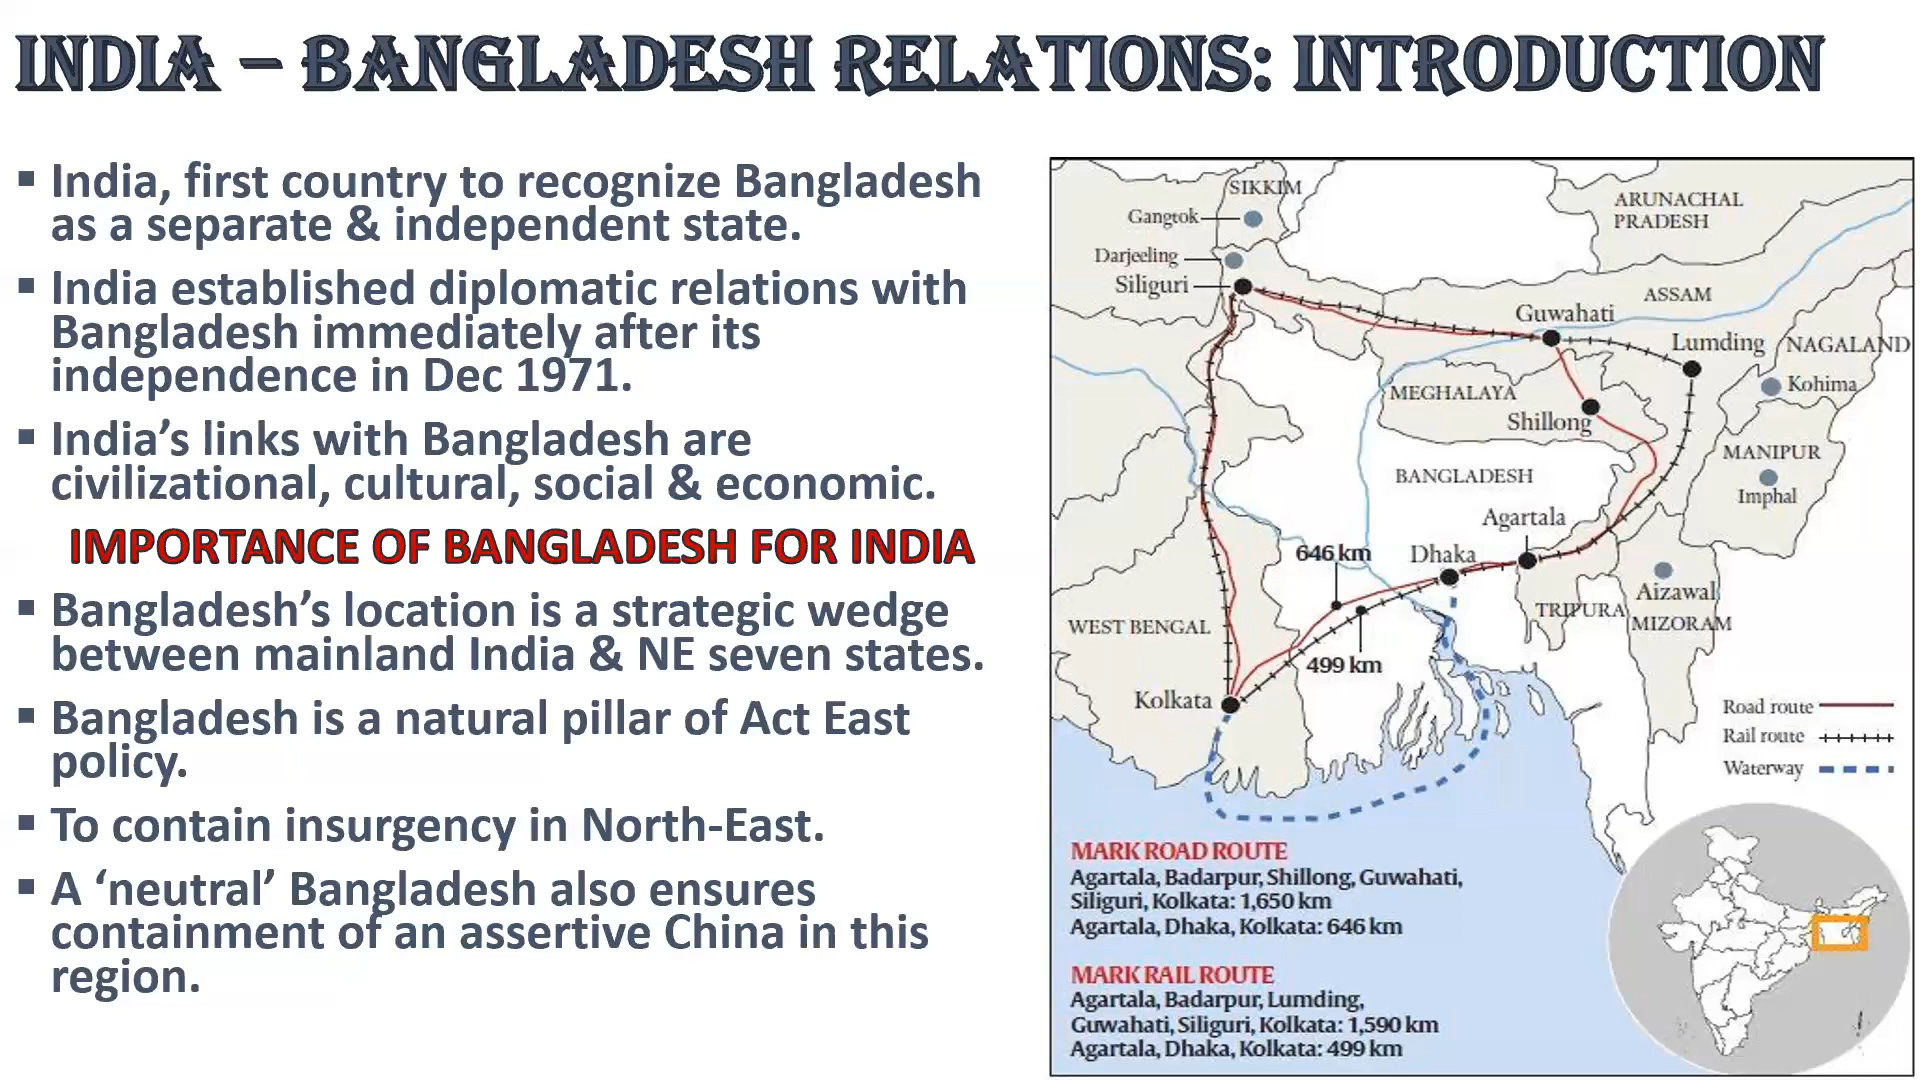 INDIA – BANGLADESH RELATIONS: INTRODUCTION
▪ India, first country to recognize Bangladesh
as a separate & independent state.
▪ India established diplomatic relations with
Bangladesh immediately after its
independence in Dec 1971.
▪ India’s links with Bangladesh are
civilizational, cultural, social & economic.
IMPORTANCE OF BANGLADESH FOR INDIA
▪ Bangladesh’s location is a strategic wedge
between mainland India & NE seven states.
▪ Bangladesh is a natural pillar of Act East
policy.
▪ To contain insurgency in North-East.
▪ A ‘neutral’ Bangladesh also ensures
containment of an assertive China in this
region.
SIKKIM
Gangtok
ARUNACHAL
PRADESH
Darjeeling
Siliguri
ASSAM
Guwahati
Lumding
NAGALAND
Kohima
MEGHALAYA
Shillong
MANIPUR
Imphal
BANGLADESH
Agartala
646 km
Dhaka
Aizawal
TRIPURA
MIZORAM
WEST BENGAL
499 km
Kolkata
Road route
Rail route
Waterway
MARK ROAD ROUTE
Agartala, Badarpur, Shillong, Guwahati,
Siliguri, Kolkata: 1,650 km
Agartala, Dhaka, Kolkata: 646 km
MARK RAIL ROUTE
Agartala, Badarpur, Lumding,
Guwahati, Siliguri, Kolkata: 1,590 km
Agartala, Dhaka, Kolkata: 499 km